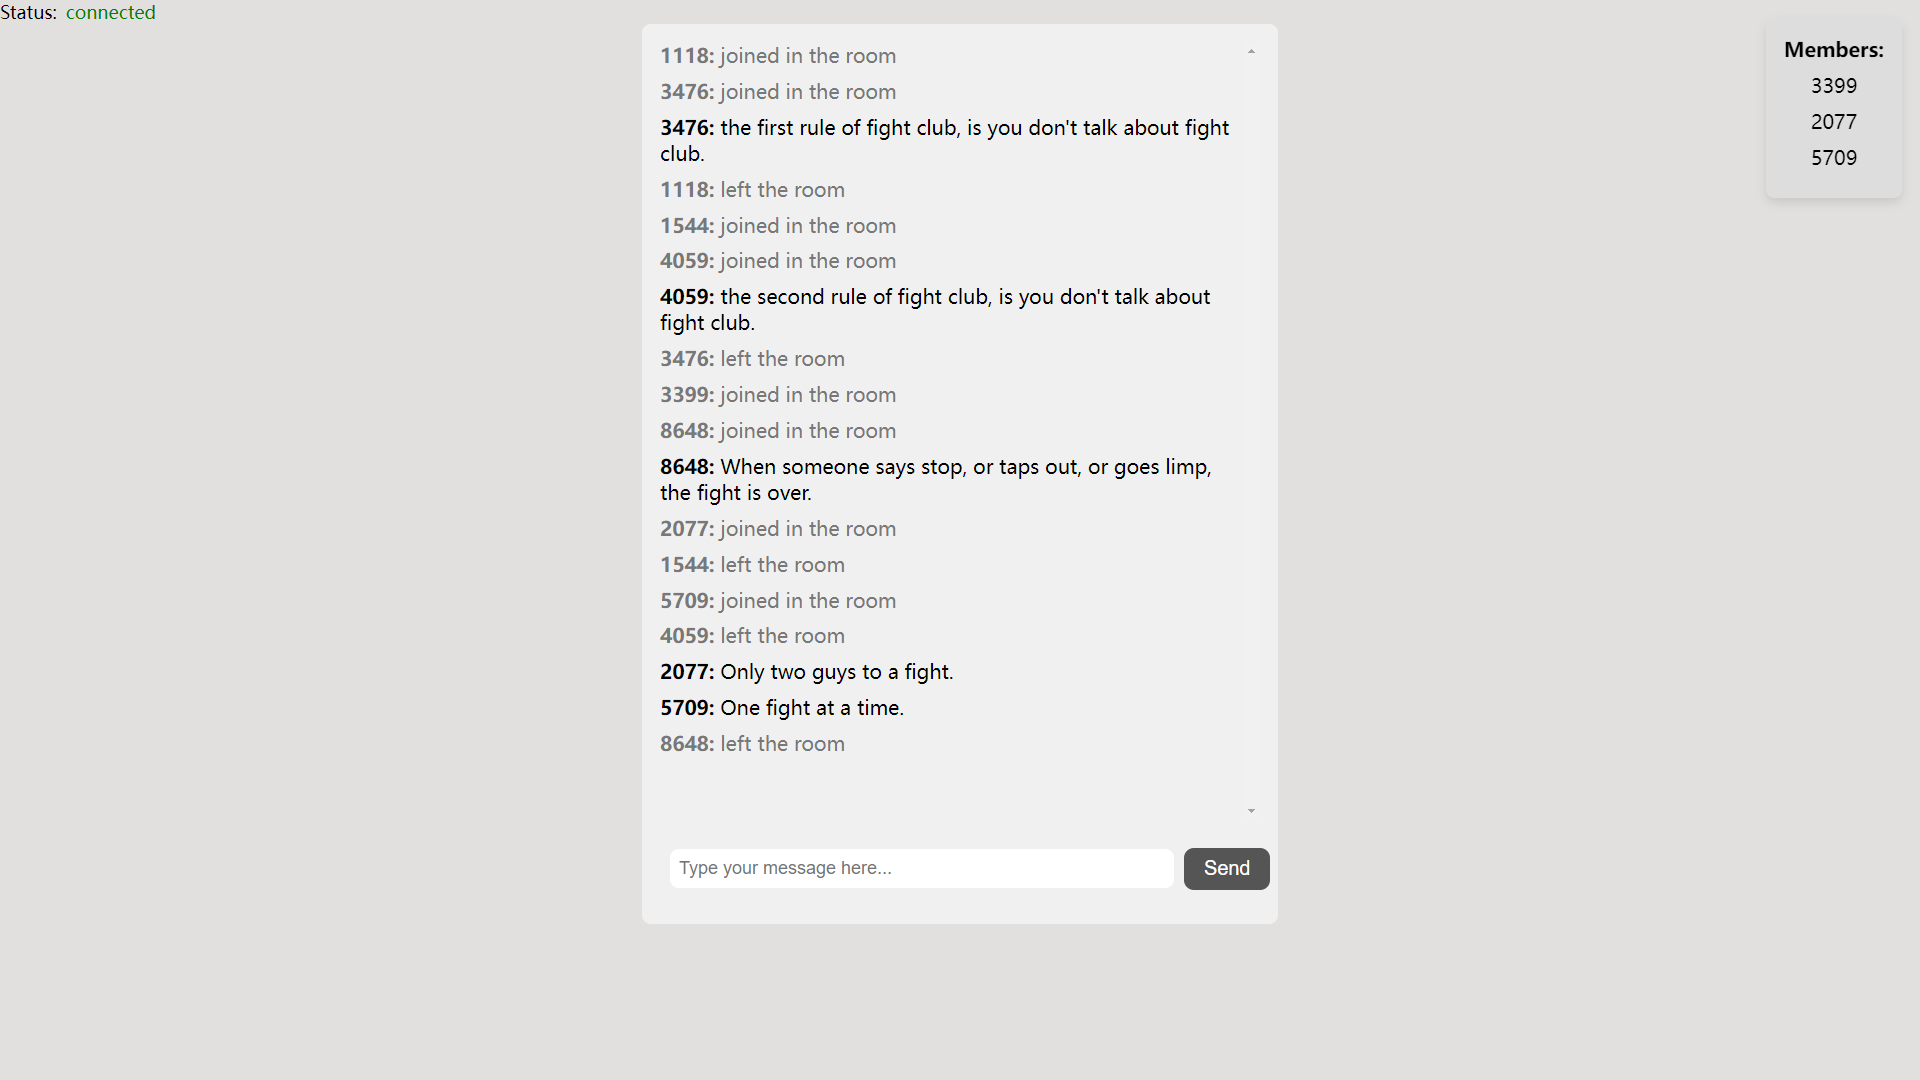 Status: connected
1118: joined in the room
3476: joined in the room
3476: the first rule of fight club, is you don't talk about fight
club.
1118: left the room
1544: joined in the room
4059: joined in the room
4059: the second rule of fight club, is you don't talk about
fight club.
3476: left the room
3399: joined in the room
8648: joined in the room
8648: When someone says stop, or taps out, or goes limp,
the fight is over.
2077: joined in the room
1544: left the room
5709: joined in the room
4059: left the room
2077: Only two guys to a fight.
5709: One fight at a time.
8648: left the room
Type your message here...
Send
Members:
3399
2077
5709